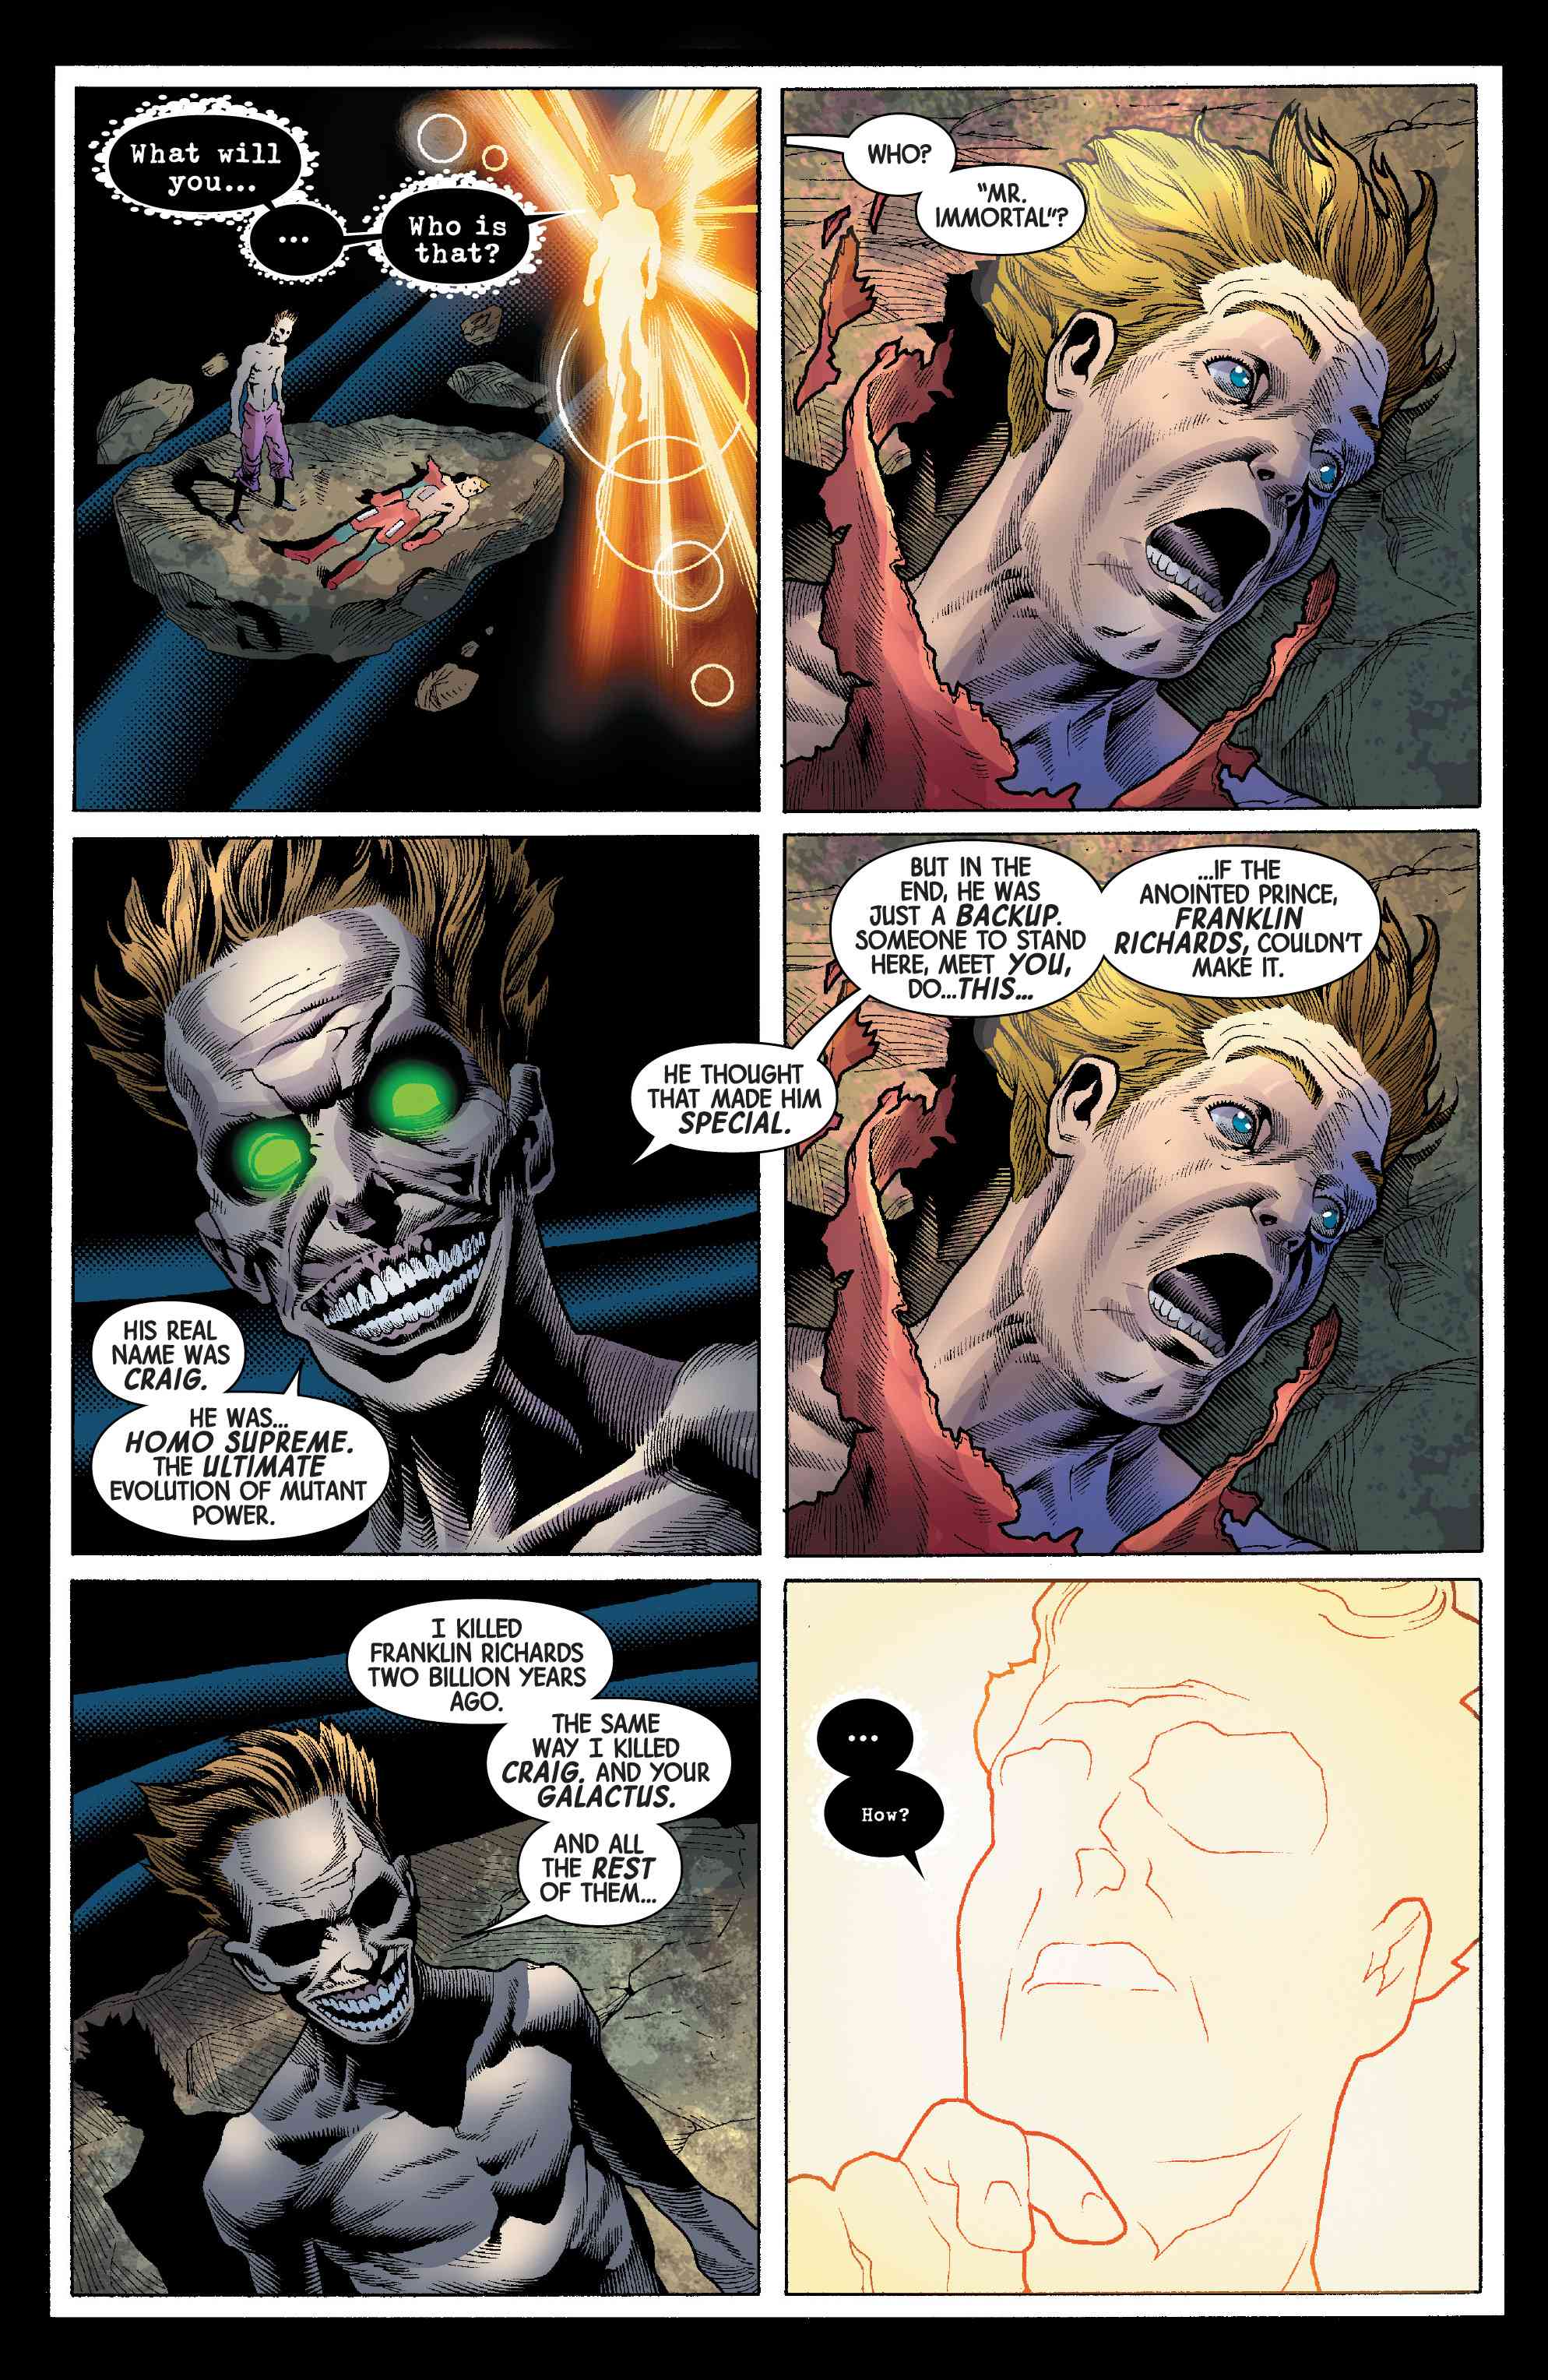 What will
you...
...
Who is
that?
WHO?
"MR.
IMMORTAL"?
HIS REAL
NAME WAS
CRAIG.
HE WAS...
HOMO SUPREME.
THE ULTIMATE
EVOLUTION OF MUTANT
POWER.
HE THOUGHT
THAT MADE HIM
SPECIAL.
BUT IN THE
END, HE WAS
JUST A BACKUP.
SOMEONE TO STAND
HERE, MEET YOU,
DO...THIS...
...IF THE
ANOINTED PRINCE,
FRANKLIN
RICHARDS, COULDN'T
MAKE IT.
I KILLED
FRANKLIN RICHARDS
TWO BILLION YEARS
AGO.
THE SAME
WAY I KILLED
CRAIG. AND YOUR
GALACTUS.
AND ALL
THE REST
OF THEM...
...
How?